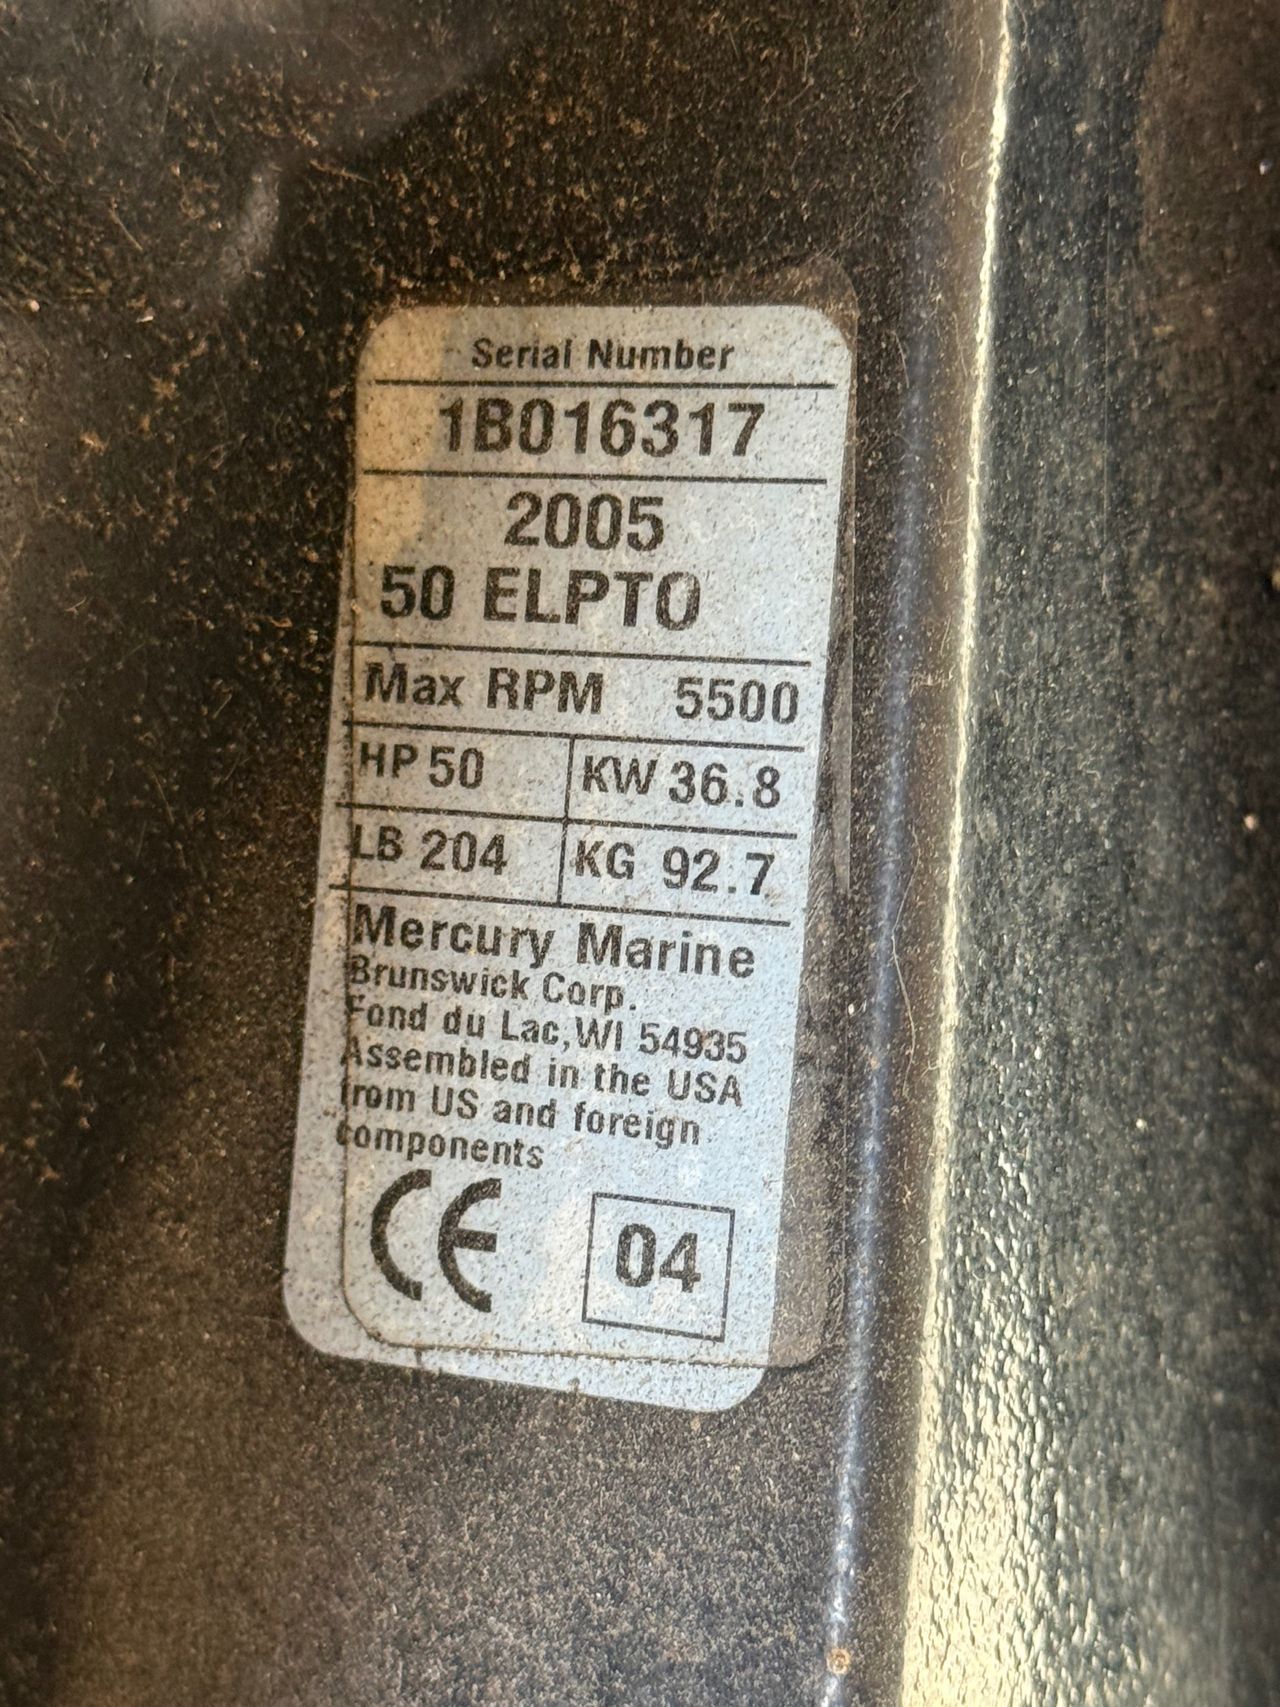 Serial Number
1B016317
2005
50 ELPTO
Max RPM 5500
HP 50 KW 36.8
LB 204 KG 92.7
Mercury Marine
Brunswick Corp.
Fond du Lac, WI 54935
Assembled in the USA
from US and foreign
components
CE 04